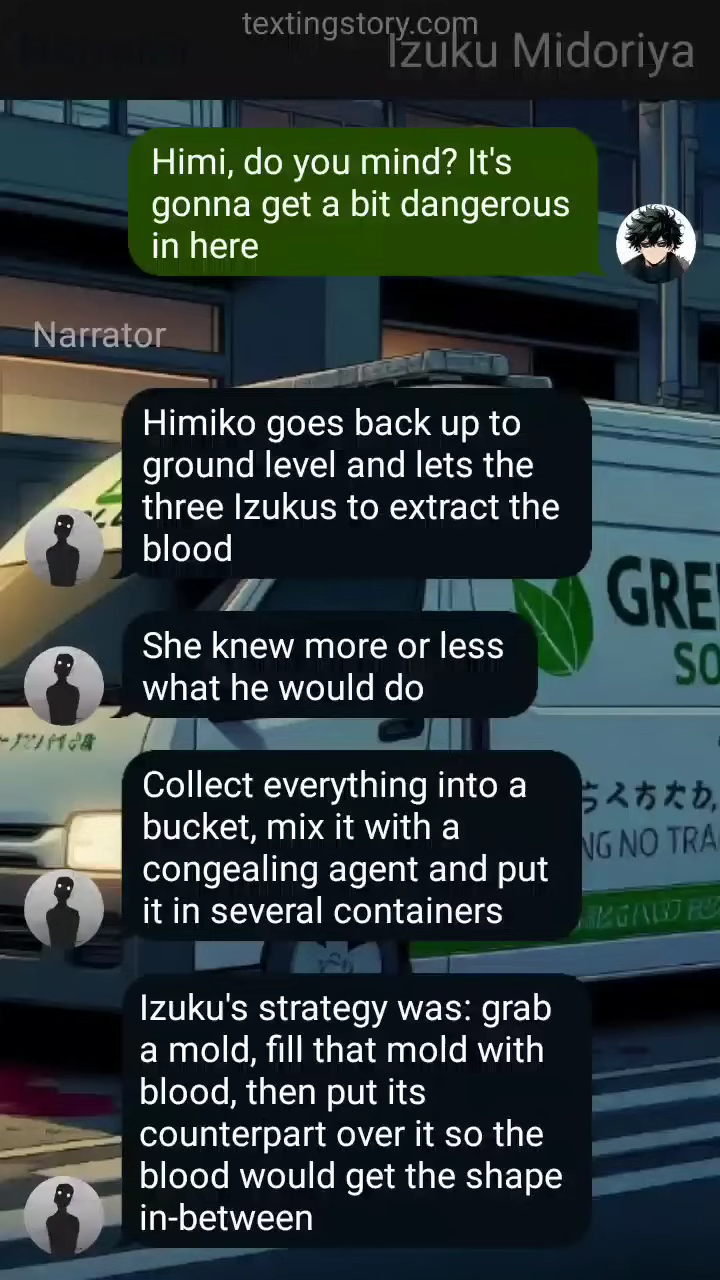 textingstory.com
Izuku Midoriya
Himi, do you mind? It's
gonna get a bit dangerous
in here
Narrator
Himiko goes back up to
ground level and lets the
three Izukus to extract the
blood
GRE
SO
She knew more or less
what he would do
Collect everything into a
bucket, mix it with a
congealing agent and put
it in several containers
NG NO TRA
Izuku's strategy was: grab
a mold, fill that mold with
blood, then put its
counterpart over it so the
blood would get the shape
in-between